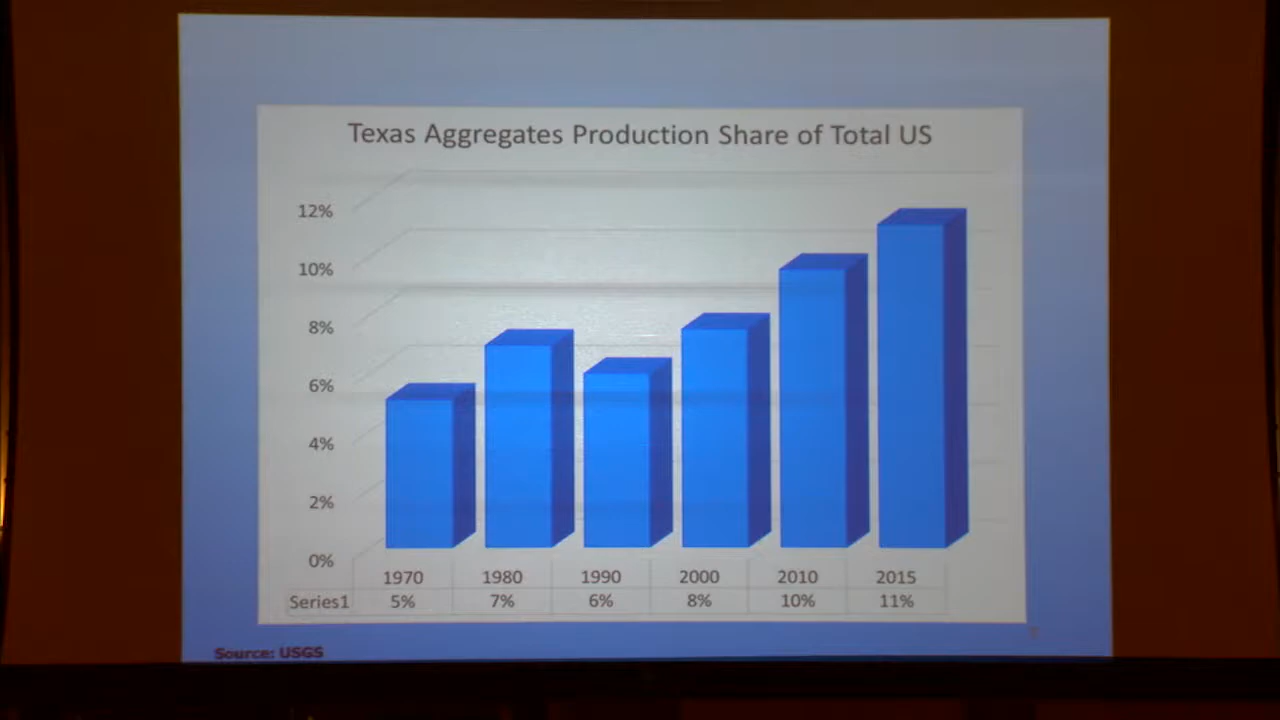 Texas Aggregates Production Share of Total US
12%
10%
8%
6%
4%
2%
0%
1970 1980 1990 2000 2010 2015
Series1 5% 7% 6% 8% 10% 11%
Source: USGS